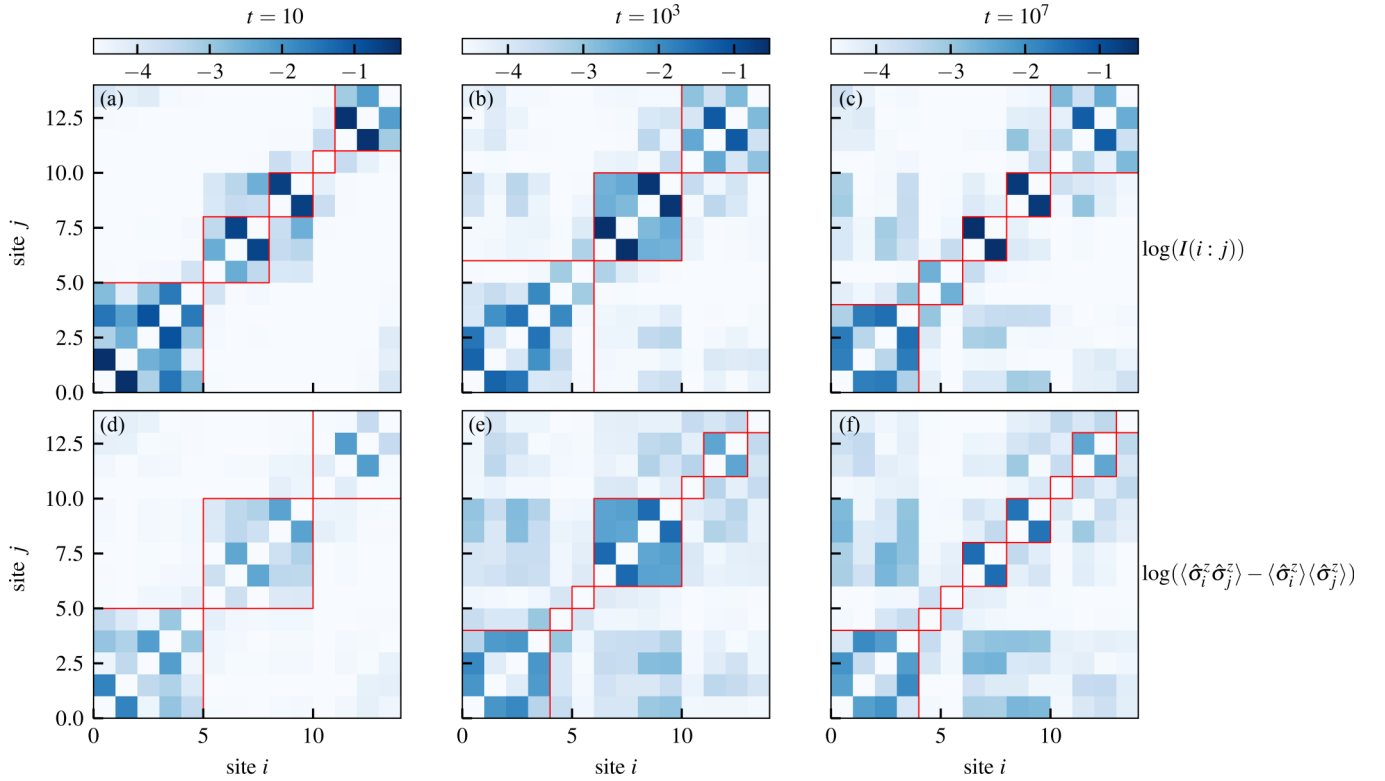 t = 10 t = 10³ t = 10⁷
−4 −3 −2 −1 −4 −3 −2 −1 −4 −3 −2 −1
(a) (b) (c)
12.5
10.0
7.5
5.0
2.5
0.0
site j
log(I(i : j))
(d) (e) (f)
12.5
10.0
7.5
5.0
2.5
0.0
site j
log(⟨σ̂ᵢᶻσ̂ⱼᶻ⟩ − ⟨σ̂ᵢᶻ⟩⟨σ̂ⱼᶻ⟩)
0 5 10 0 5 10 0 5 10
site i site i site i